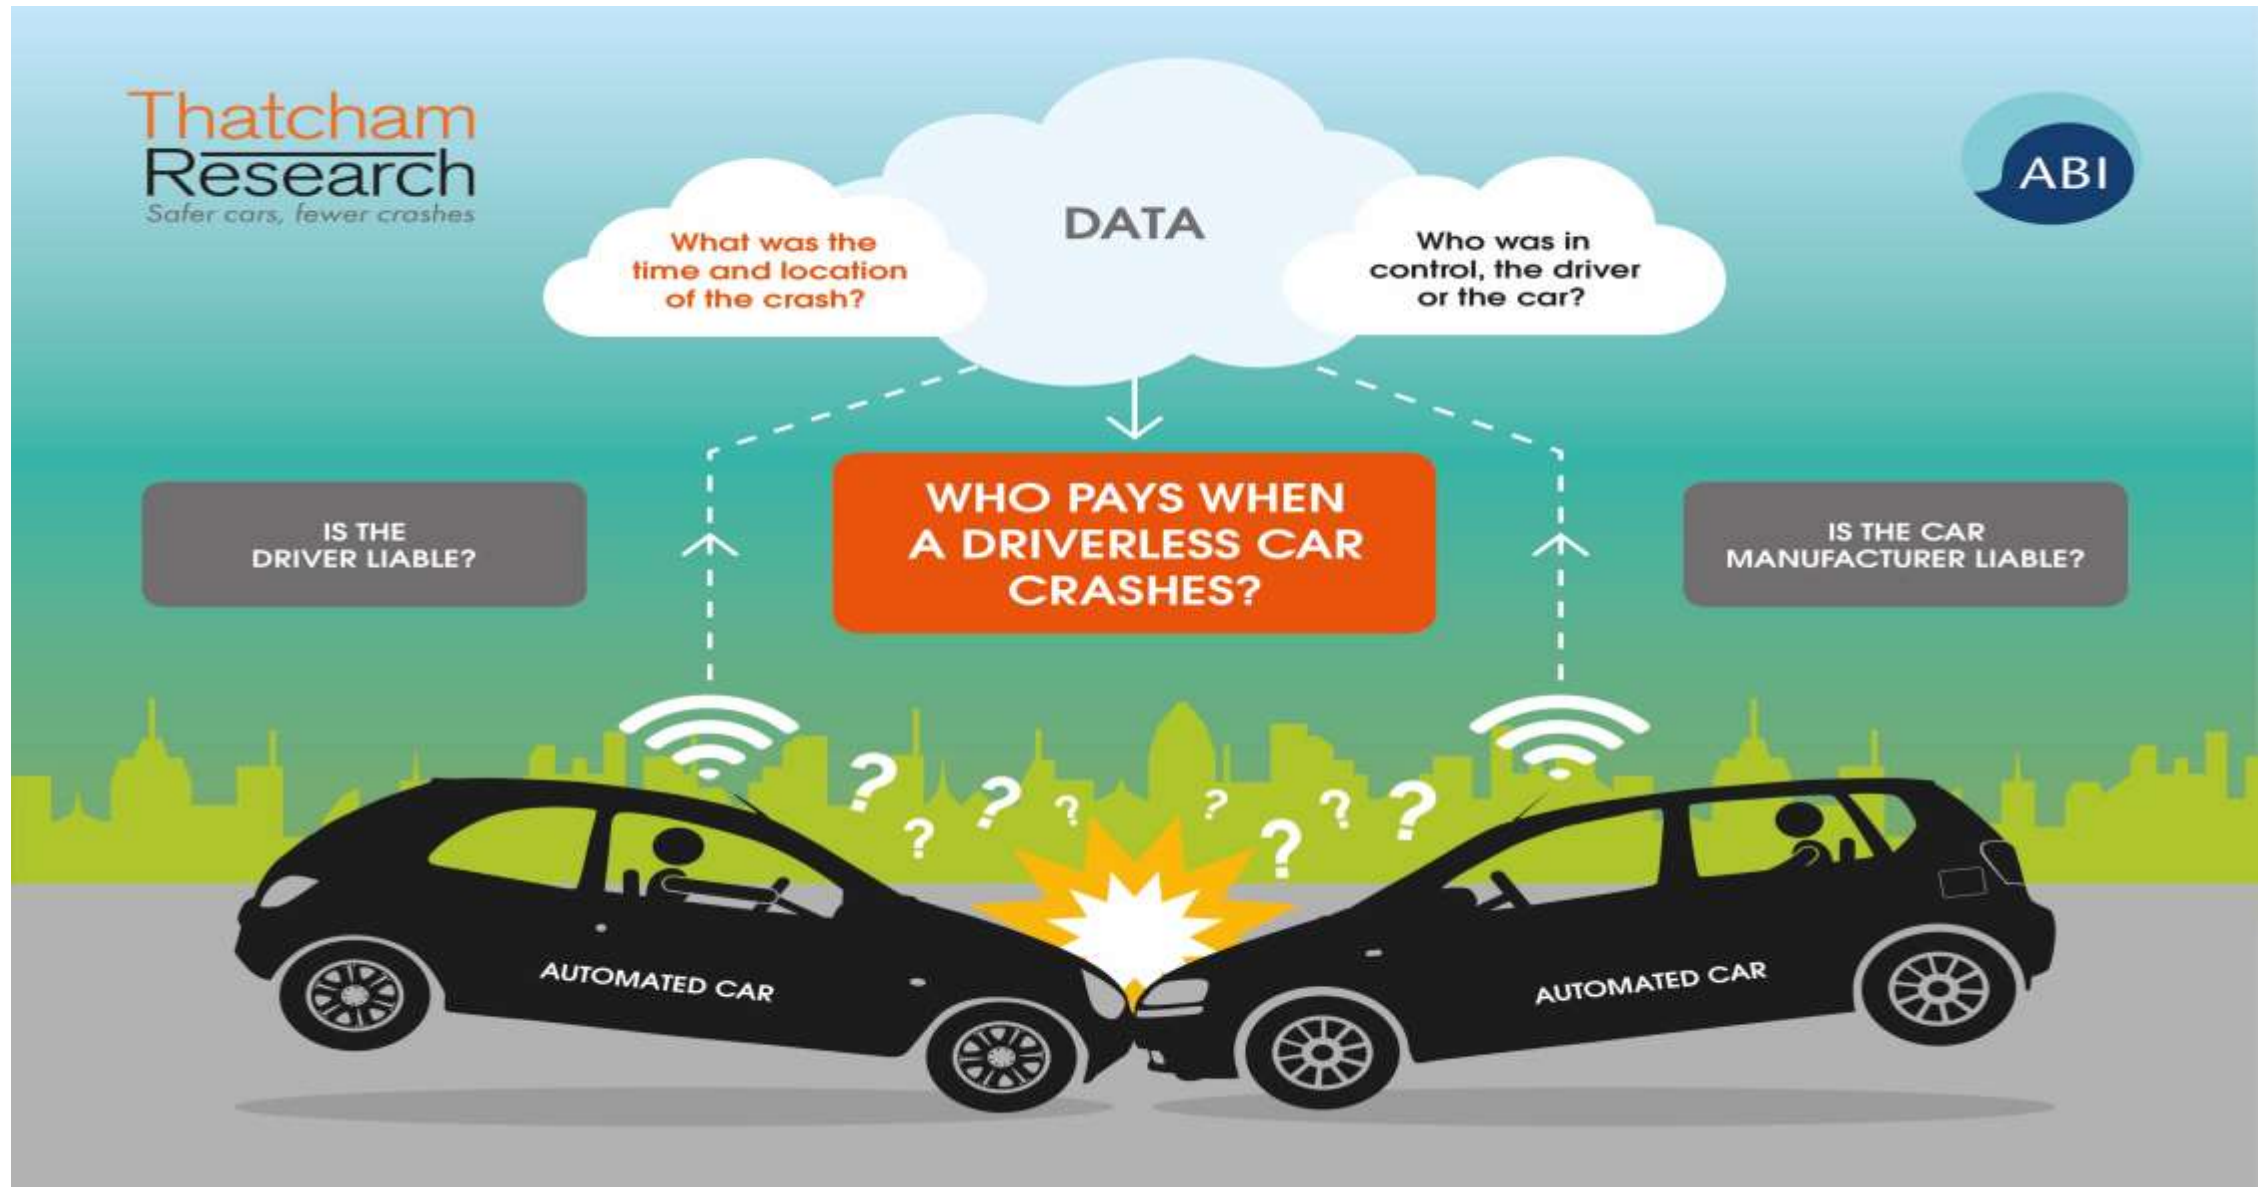 Thatcham
Research
Safer cars, fewer crashes
ABI
DATA
What was the
time and location
of the crash?
Who was in
control, the driver
or the car?
IS THE
DRIVER LIABLE?
WHO PAYS WHEN
A DRIVERLESS CAR
CRASHES?
IS THE CAR
MANUFACTURER LIABLE?
? ? ? ? ? ? ? ?
AUTOMATED CAR
AUTOMATED CAR